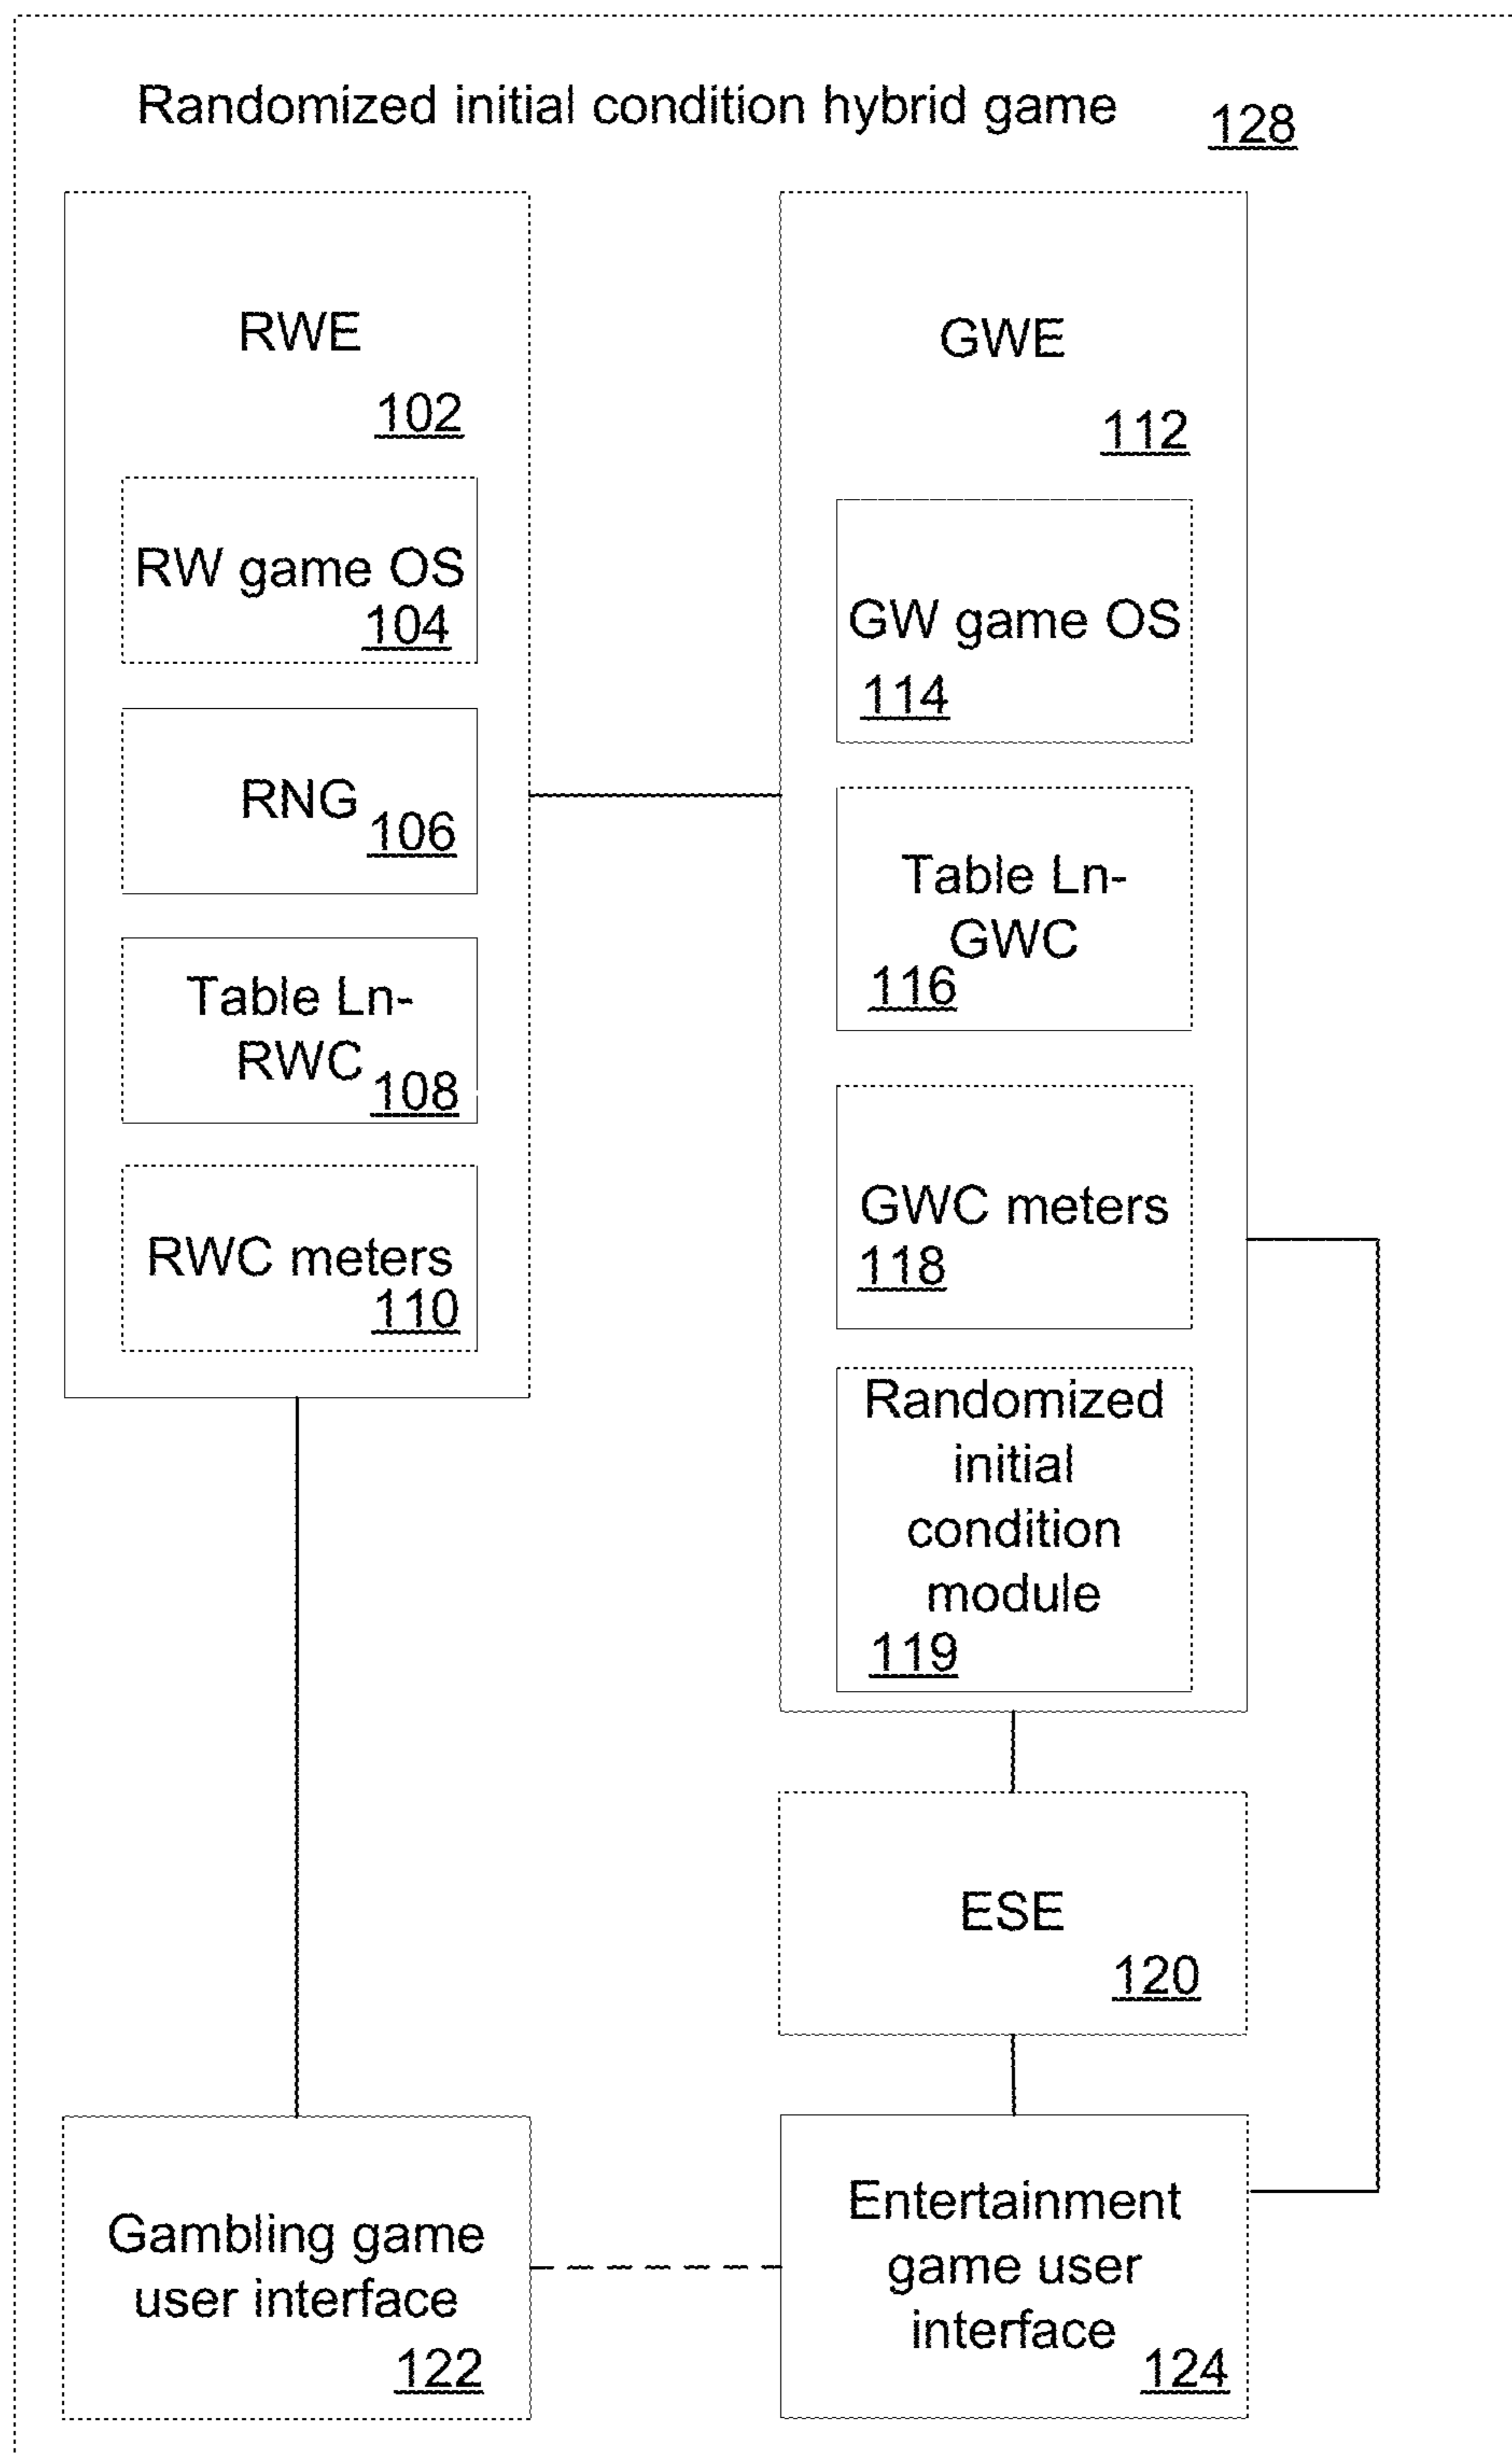 Randomized initial condition hybrid game
128
RWE
102
RW game OS
104
RNG
106
Table Ln-
RWC
108
RWC meters
110
GWE
112
GW game OS
114
Table Ln-
GWC
116
GWC meters
118
Randomized
initial
condition
module
119
ESE
120
Gambling game
user interface
122
Entertainment
game user
interface
124